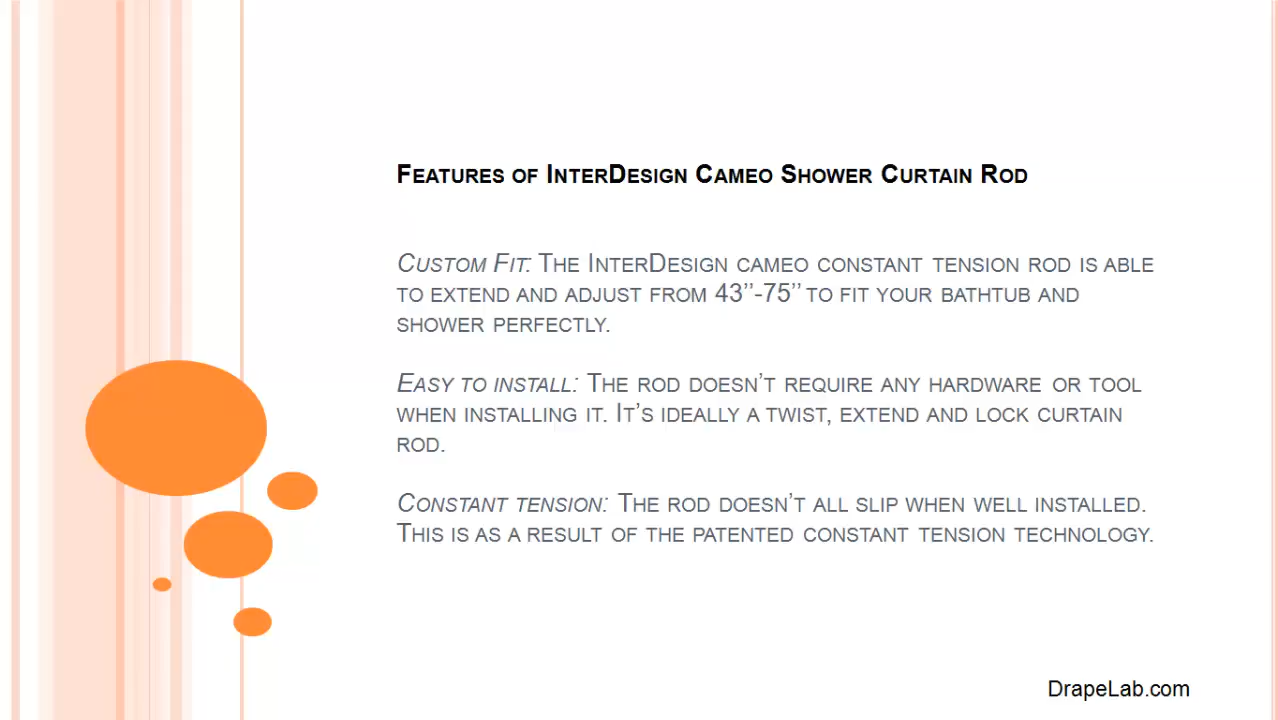 Features of InterDesign Cameo Shower Curtain Rod
Custom Fit: The InterDesign cameo constant tension rod is able
to extend and adjust from 43’’-75’’ to fit your bathtub and
shower perfectly.
Easy to install: The rod doesn’t require any hardware or tool
when installing it. It’s ideally a twist, extend and lock curtain
rod.
Constant tension: The rod doesn’t all slip when well installed.
This is as a result of the patented constant tension technology.
DrapeLab.com